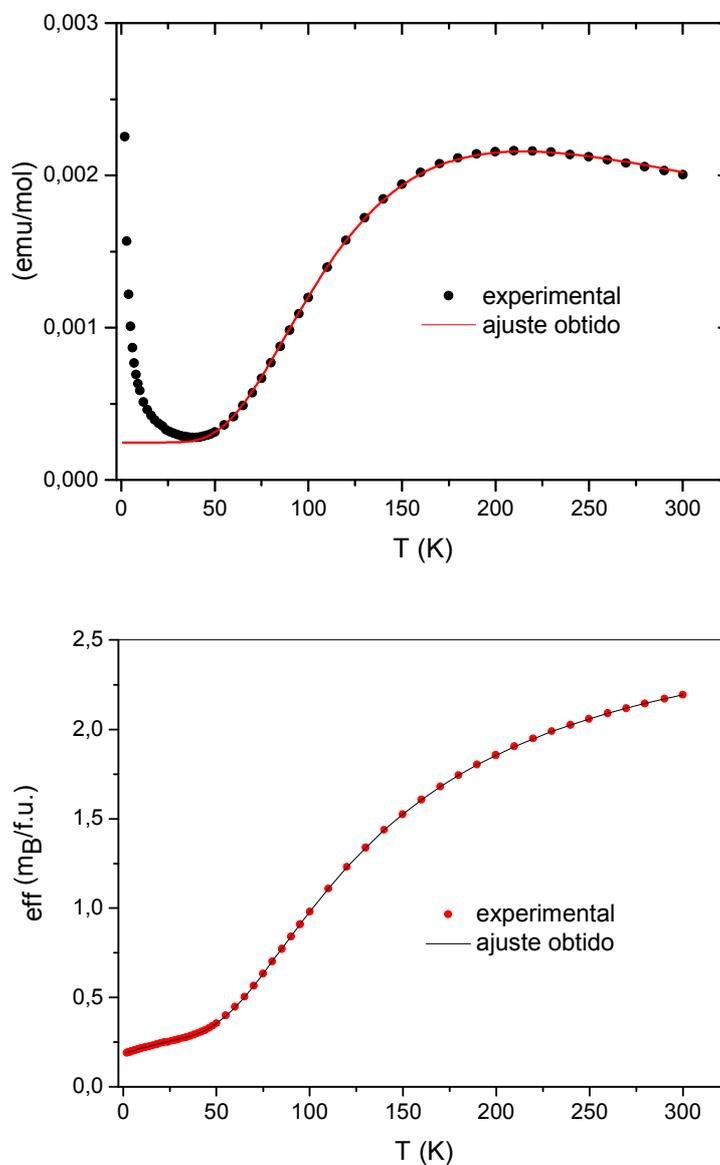 0,003
0,002
0,001
0,000
(emu/mol)
experimental
ajuste obtido
0 50 100 150 200 250 300
T (K)
2,5
2,0
1,5
1,0
0,5
0,0
eff (mB/f.u.)
experimental
ajuste obtido
0 50 100 150 200 250 300
T (K)